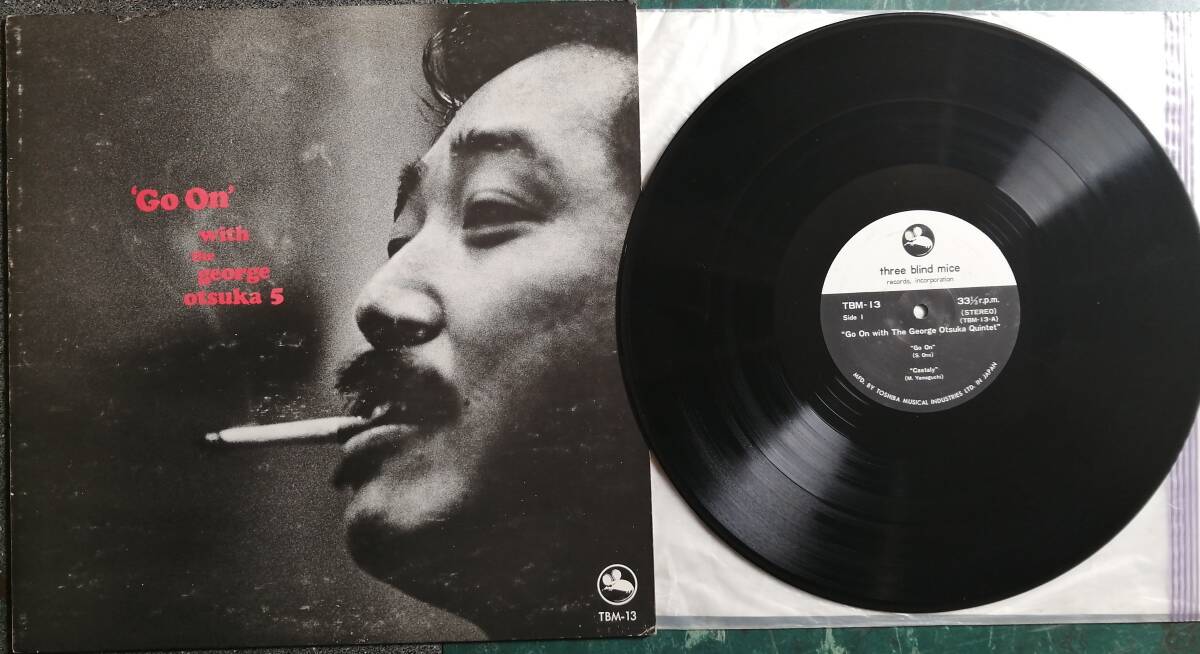 ‘Go On’
with
the
george
otsuka 5
TBM-13
three blind mice
records, incorporation
TBM-13 33⅓r.p.m.
Side 1 (STEREO)
(TBM-13-A)
“Go On with The George Otsuka Quintet”
“Go On”
(S. Ono)
“Castaly”
(M. Yamaguchi)
MFD. BY TOSHIBA MUSICAL INDUSTRIES LTD. IN JAPAN